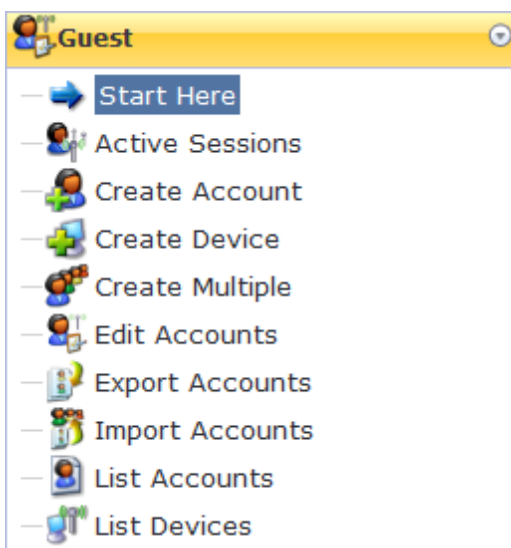 Guest
Start Here
Active Sessions
Create Account
Create Device
Create Multiple
Edit Accounts
Export Accounts
Import Accounts
List Accounts
List Devices